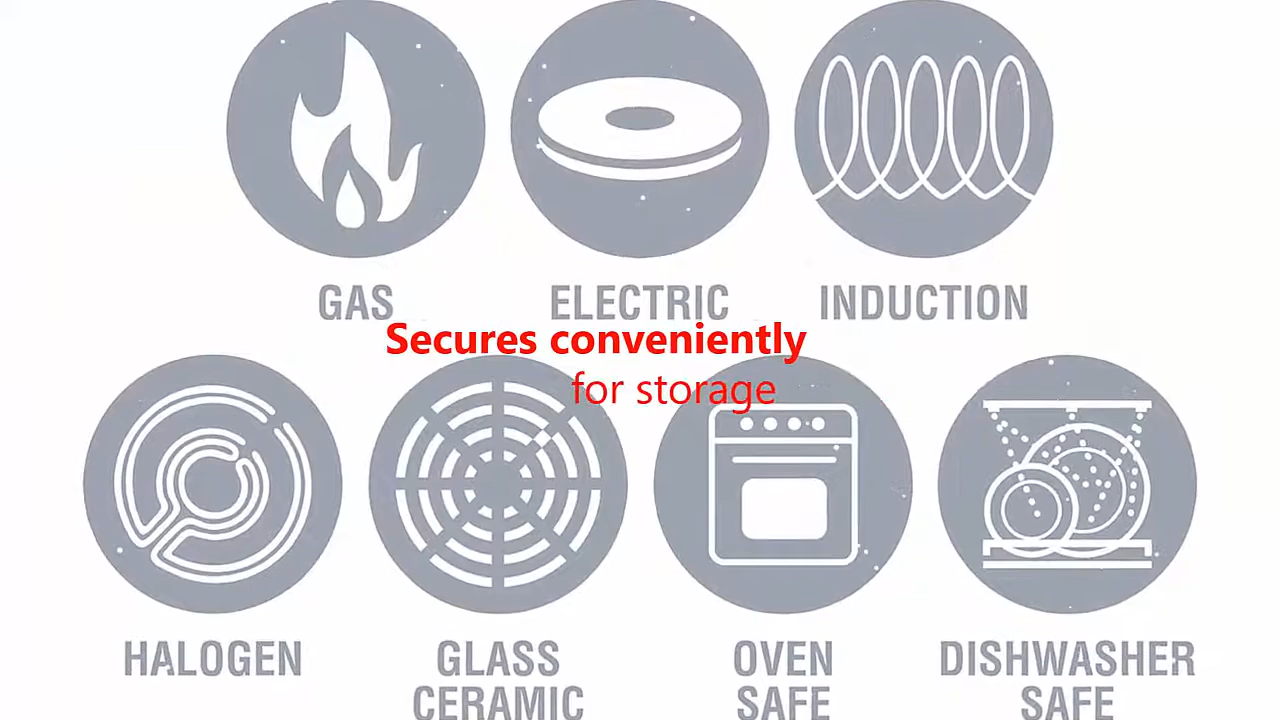 GAS
ELECTRIC
INDUCTION
Secures conveniently
for storage
HALOGEN
GLASS
CERAMIC
OVEN
SAFE
DISHWASHER
SAFE